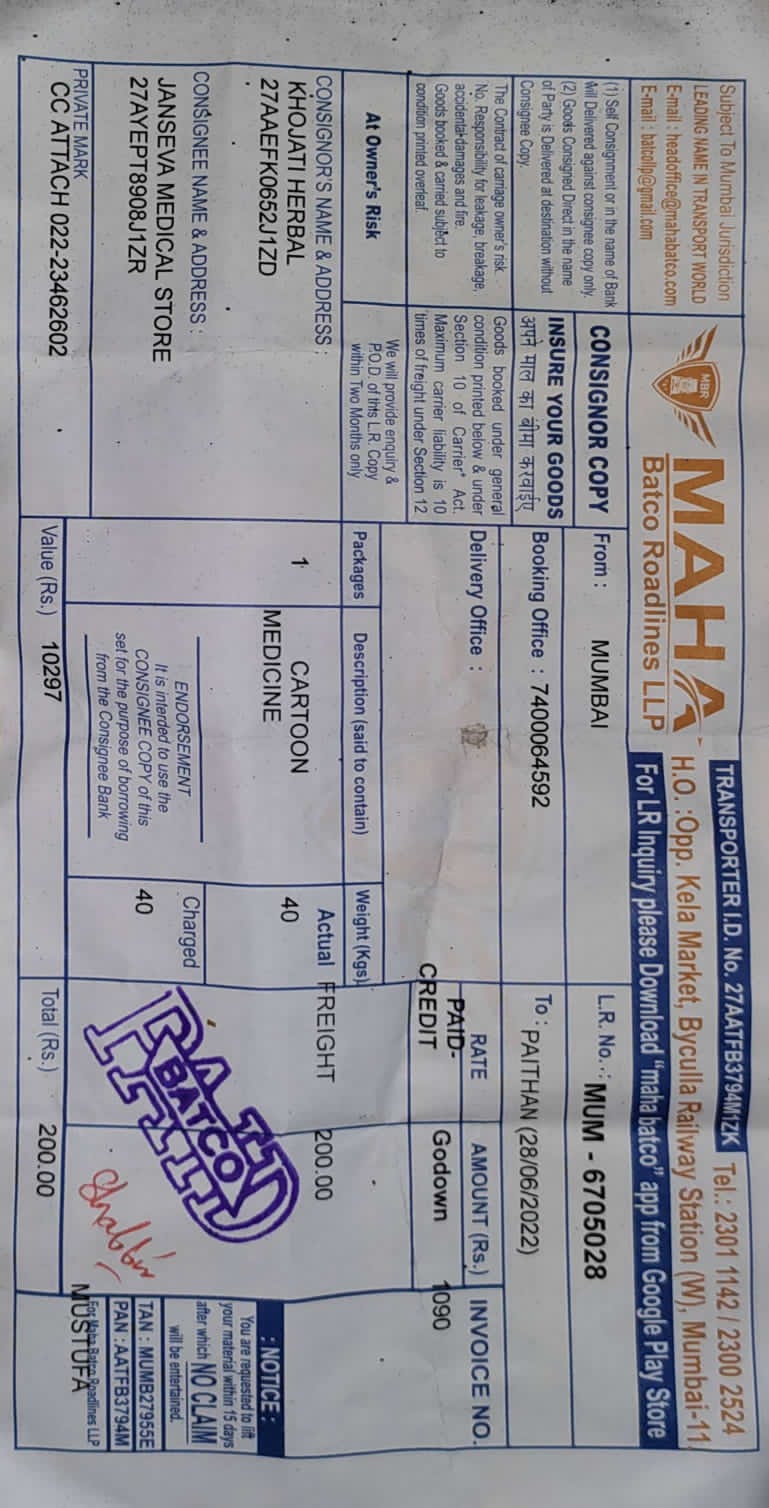 Subject To Mumbai Jurisdiction
LEADING NAME IN TRANSPORT WORLD
E-mail : headoffice@mahabatco.com
E-mail : batcollp@gmail.com
MBR
MAHA
Batco Roadlines LLP
TRANSPORTER I.D. No. 27AATFB3794M1ZK
Tel.: 2301 1142 / 2300 2524
H.O. :Opp. Kela Market, Byculla Railway Station (W), Mumbai-11
For LR Inquiry please Download "maha batco" app from Google Play Store
(1) Self Consignment or in the name of Bank
will Delivered against consignee copy only.
(2) Goods Consigned Direct in the name
of Party is Delivered at destination without
Consignee Copy.
CONSIGNOR COPY
INSURE YOUR GOODS
अपने माल का बीमा करवाईए
From : MUMBAI
L.R. No. : MUM - 6705028
Booking Office : 7400064592
To : PAITHAN (28/06/2022)
The Contract of carriage owner's risk.
No. Responsibility for leakage, breakage,
accidental damages and fire.
Goods booked & carried subject to
condition printed overleaf.
Goods booked under general
condition printed below & under
Section 10 of Carrier* Act.
Maximum carrier liability is 10
times of freight under Section 12
Delivery Office :
RATE
AMOUNT (Rs.)
INVOICE NO.
PAID-
CREDIT
Godown
1090
At Owner's Risk
We will provide enquiry &
P.O.D. of this L.R. Copy
within Two Months only
Packages
Description (said to contain)
Weight (Kgs)
CONSIGNOR'S NAME & ADDRESS :
KHOJATI HERBAL
27AAEFK0652J1ZD
1
CARTOON
MEDICINE
Actual
40
FREIGHT
200.00
CONSIGNEE NAME & ADDRESS :
JANSEVA MEDICAL STORE
27AYEPT8908J1ZR
ENDORSEMENT
It is interded to use the
CONSIGNEE COPY of this
set for the purpose of borrowing
from the Consignee Bank
Charged
40
PAID
BATCO
Shabbir
: NOTICE :
You are requested to lift
your material within 15 days
after which NO CLAIM
will be entertained.
TAN : MUMB27955E
PAN : AATFB3794M
For Maha Batco Roadlines LLP
MUSTUFA
PRIVATE MARK
CC ATTACH 022-23462602
Value (Rs.) 10297
Total (Rs.) 200.00